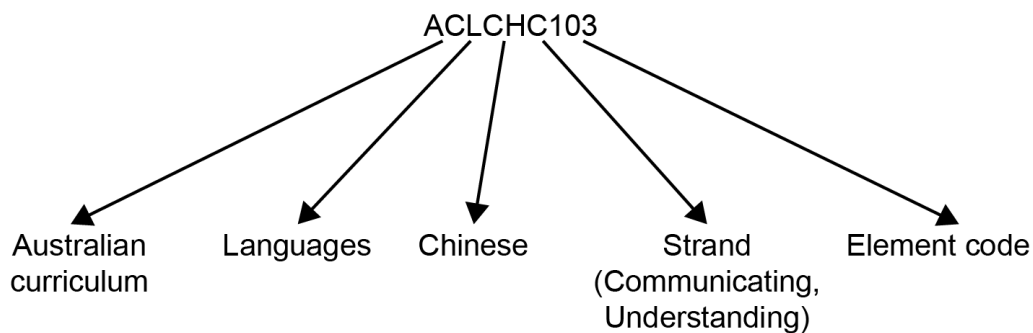 ACLCHC103
Australian
curriculum
Languages
Chinese
Strand
(Communicating,
Understanding)
Element code